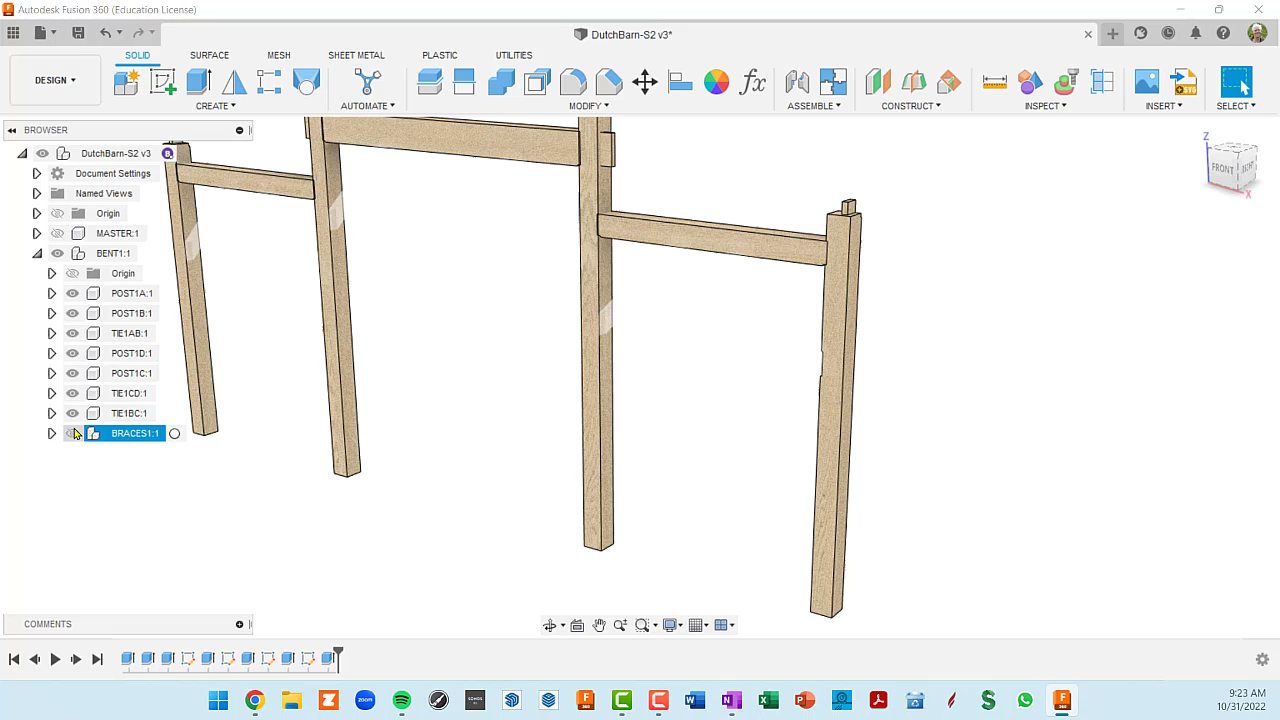 Autodesk Fusion 360 (Education License)
DutchBarn-S2 v3*
SOLID SURFACE MESH SHEET METAL PLASTIC UTILITIES
DESIGN
CREATE AUTOMATE MODIFY ASSEMBLE CONSTRUCT INSPECT INSERT SELECT
BROWSER
DutchBarn-S2 v3
Document Settings
Named Views
Origin
MASTER:1
BENT1:1
Origin
POST1A:1
POST1B:1
TIE1AB:1
POST1D:1
POST1C:1
TIE1CD:1
TIE1BC:1
BRACES1:1
Z
FRONT
X
COMMENTS
9:23 AM
10/31/2022